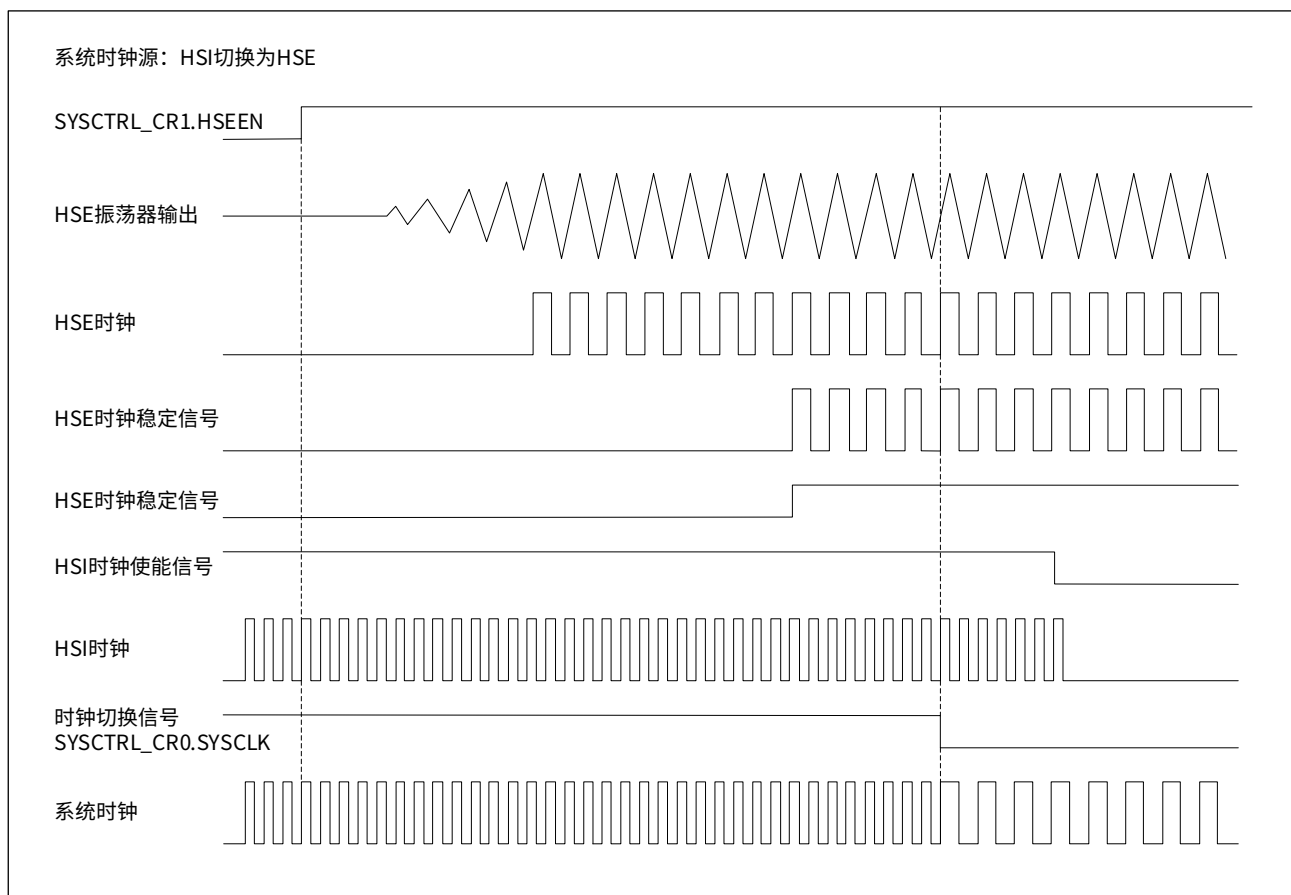 系统时钟源：HSI切换为HSE
SYSCTRL_CR1.HSEEN
HSE振荡器输出
HSE时钟
HSE时钟稳定信号
HSE时钟稳定信号
HSI时钟使能信号
HSI时钟
时钟切换信号
SYSCTRL_CR0.SYSCLK
系统时钟